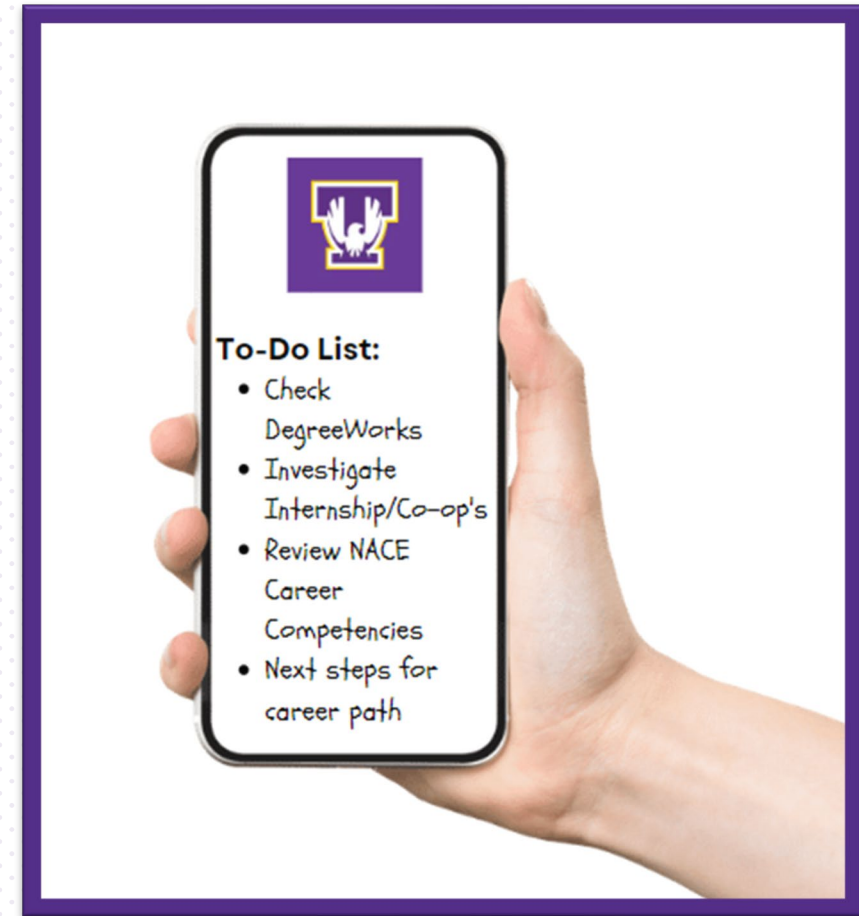 To-Do List:
• Check
DegreeWorks
• Investigate
Internship/Co-op's
• Review NACE
Career
Competencies
• Next steps for
career path